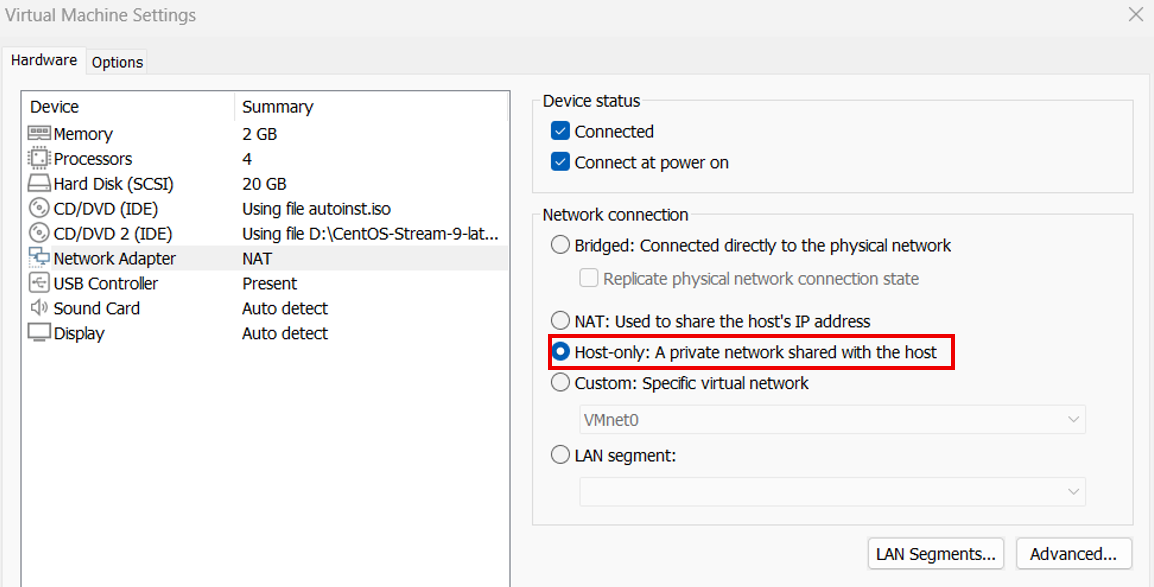 Virtual Machine Settings
Hardware Options
Device Summary
Memory 2 GB
Processors 4
Hard Disk (SCSI) 20 GB
CD/DVD (IDE) Using file autoinst.iso
CD/DVD 2 (IDE) Using file D:\CentOS-Stream-9-lat...
Network Adapter NAT
USB Controller Present
Sound Card Auto detect
Display Auto detect
Device status
Connected
Connect at power on
Network connection
Bridged: Connected directly to the physical network
Replicate physical network connection state
NAT: Used to share the host's IP address
Host-only: A private network shared with the host
Custom: Specific virtual network
VMnet0
LAN segment:
LAN Segments... Advanced...